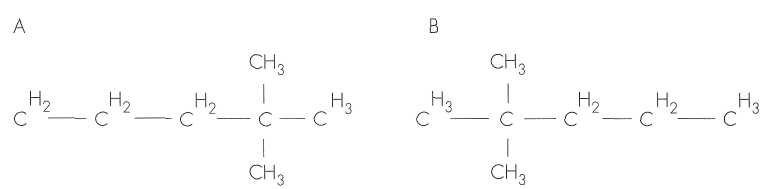 A B
CH₃ CH₃
CH₂ — CH₂ — CH₂ — C — CH₃ CH₃ — C — CH₂ — CH₂ — CH₃
CH₃ CH₃